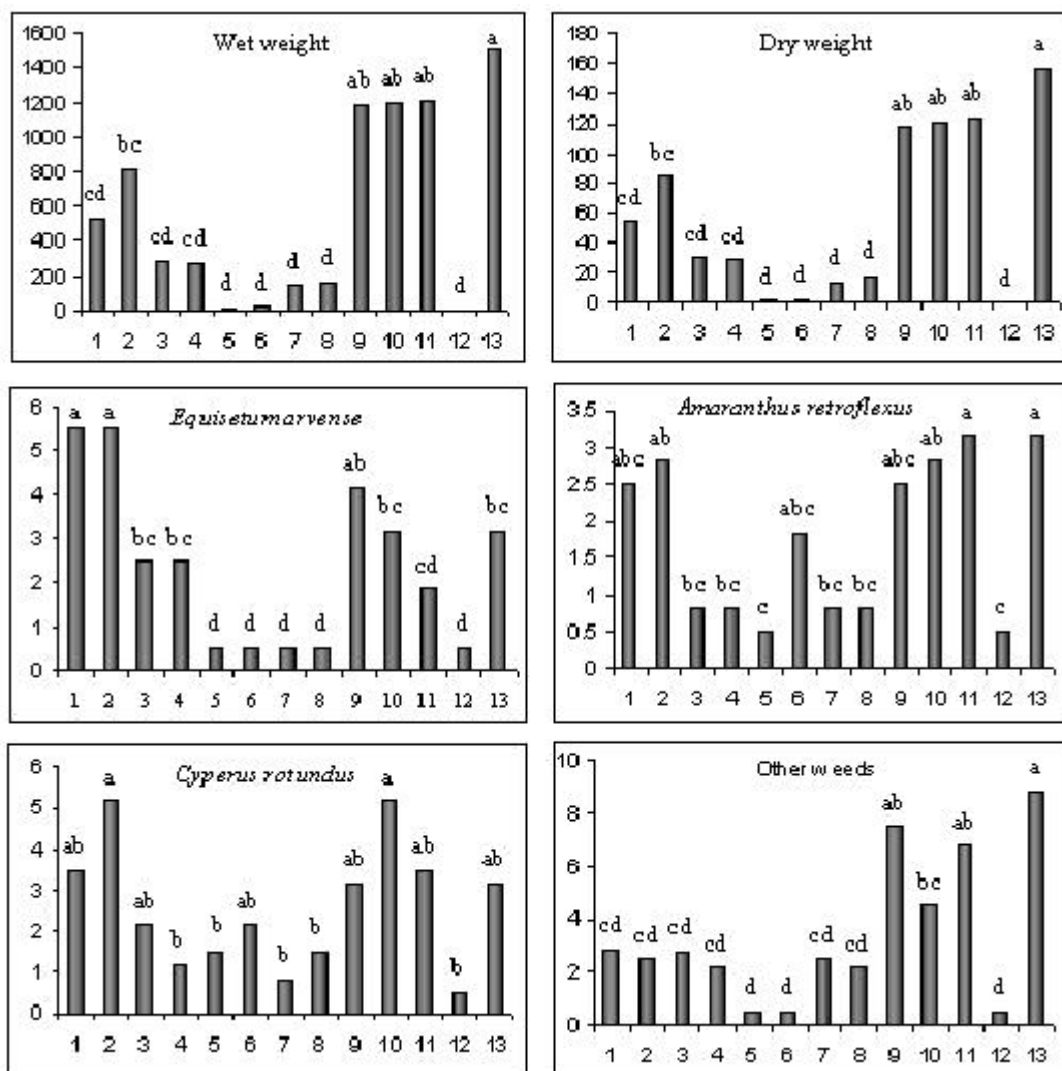 Wet weight
1600
1400
1200
1000
800
600
400
200
0
cd bc cd cd d d d d ab ab ab d a
1 2 3 4 5 6 7 8 9 10 11 12 13
Dry weight
180
160
140
120
100
80
60
40
20
0
cd bc cd cd d d d d ab ab ab d a
1 2 3 4 5 6 7 8 9 10 11 12 13
Equisetumarvense
6
5
4
3
2
1
0
a a bc bc d d d d ab bc cd d bc
1 2 3 4 5 6 7 8 9 10 11 12 13
Amaranthus retroflexus
3.5
3
2.5
2
1.5
1
0.5
0
abc ab bc bc c abc bc bc abc ab a c a
1 2 3 4 5 6 7 8 9 10 11 12 13
Cyperus rotundus
6
5
4
3
2
1
0
ab a ab b b ab b b ab a ab b ab
1 2 3 4 5 6 7 8 9 10 11 12 13
Other weeds
10
8
6
4
2
0
cd cd cd cd d d cd cd ab bc ab d a
1 2 3 4 5 6 7 8 9 10 11 12 13